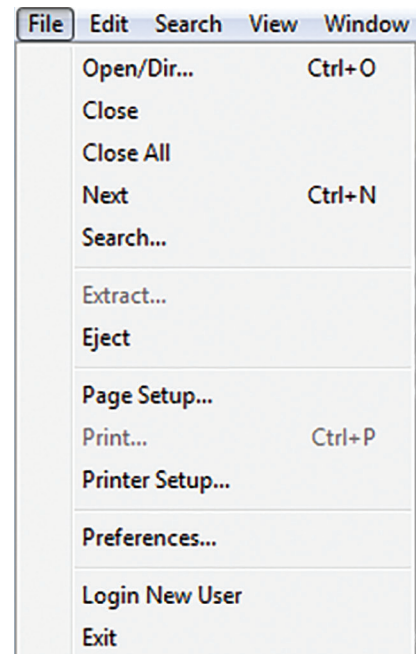 File Edit Search View Window
Open/Dir... Ctrl+O
Close
Close All
Next Ctrl+N
Search...
Extract...
Eject
Page Setup...
Print... Ctrl+P
Printer Setup...
Preferences...
Login New User
Exit